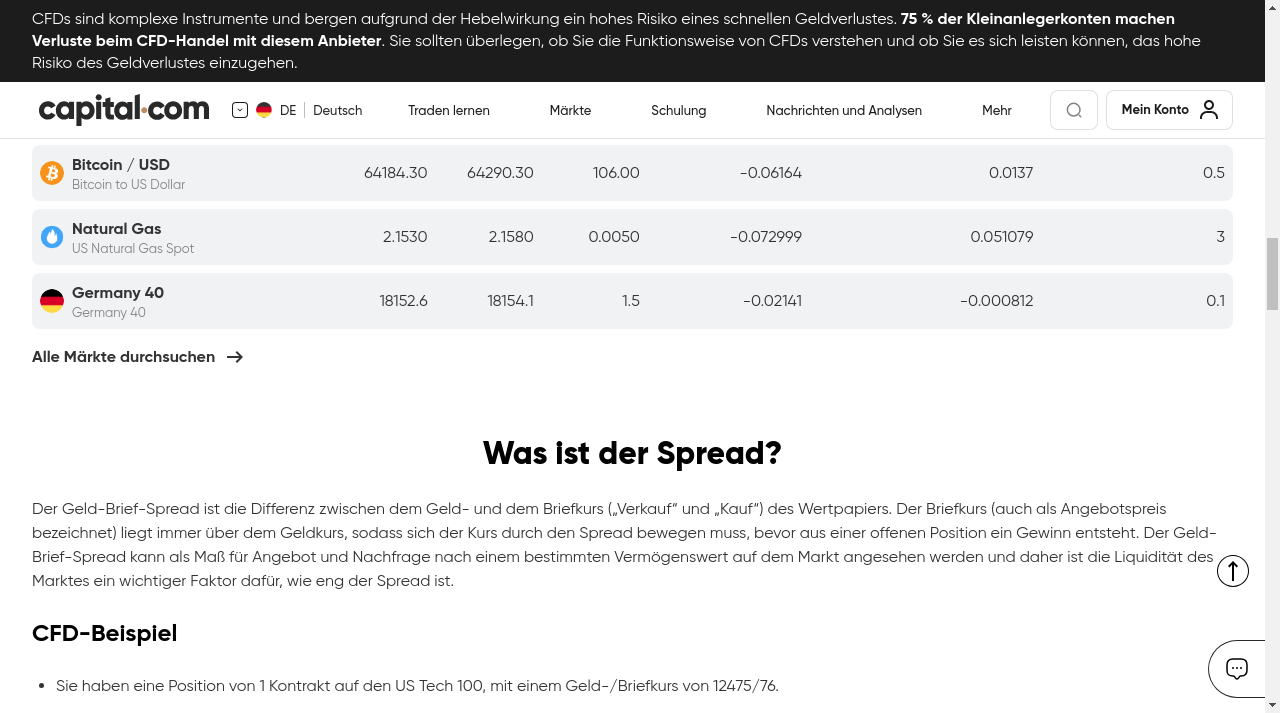 CFDs sind komplexe Instrumente und bergen aufgrund der Hebelwirkung ein hohes Risiko eines schnellen Geldverlustes. 75 % der Kleinanlegerkonten machen
Verluste beim CFD-Handel mit diesem Anbieter. Sie sollten überlegen, ob Sie die Funktionsweise von CFDs verstehen und ob Sie es sich leisten können, das hohe
Risiko des Geldverlustes einzugehen.
capital.com DE Deutsch Traden lernen Märkte Schulung Nachrichten und Analysen Mehr Mein Konto
Bitcoin / USD
Bitcoin to US Dollar
64184.30 64290.30 106.00 -0.06164 0.0137 0.5
Natural Gas
US Natural Gas Spot
2.1530 2.1580 0.0050 -0.072999 0.051079 3
Germany 40
Germany 40
18152.6 18154.1 1.5 -0.02141 -0.000812 0.1
Alle Märkte durchsuchen
Was ist der Spread?
Der Geld-Brief-Spread ist die Differenz zwischen dem Geld- und dem Briefkurs („Verkauf“ und „Kauf“) des Wertpapiers. Der Briefkurs (auch als Angebotspreis
bezeichnet) liegt immer über dem Geldkurs, sodass sich der Kurs durch den Spread bewegen muss, bevor aus einer offenen Position ein Gewinn entsteht. Der Geld-
Brief-Spread kann als Maß für Angebot und Nachfrage nach einem bestimmten Vermögenswert auf dem Markt angesehen werden und daher ist die Liquidität des
Marktes ein wichtiger Faktor dafür, wie eng der Spread ist.
CFD-Beispiel
• Sie haben eine Position von 1 Kontrakt auf den US Tech 100, mit einem Geld-/Briefkurs von 12475/76.